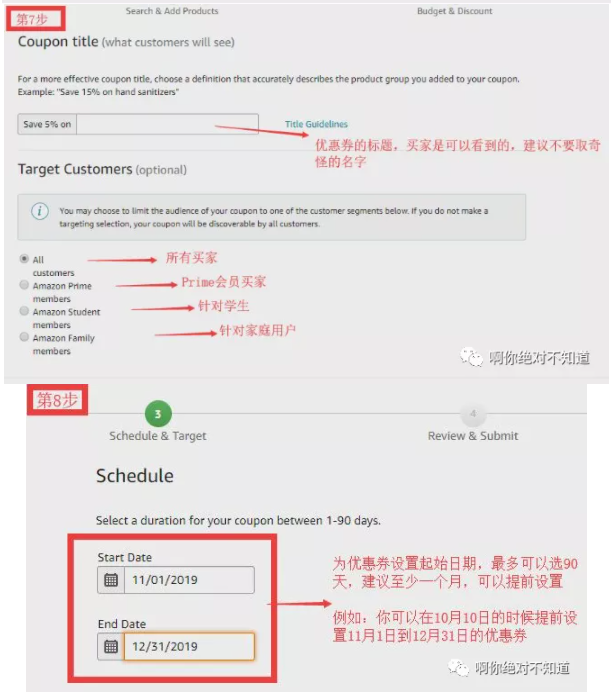 第7步
Search & Add Products
Budget & Discount
Coupon title (what customers will see)
For a more effective coupon title, choose a definition that accurately describes the product group you added to your coupon.
Example: "Save 15% on hand sanitizers"
Save 5% on
Title Guidelines
优惠券的标题，买家是可以看到的，建议不要取奇
怪的名字
Target Customers (optional)
You may choose to limit the audience of your coupon to one of the customer segments below. If you do not make a
targeting selection, your coupon will be discoverable by all customers.
All
customers
所有买家
Amazon Prime
members
Prime会员买家
Amazon Student
members
针对学生
Amazon Family
members
针对家庭用户
啊你绝对不知道
第8步
3
4
Schedule & Target
Review & Submit
Schedule
Select a duration for your coupon between 1-90 days.
Start Date
11/01/2019
End Date
12/31/2019
为优惠券设置起始日期，最多可以选90
天，建议至少一个月，可以提前设置
例如：你可以在10月10日的时候提前设
置11月1日到12月31日的优惠券
啊你绝对不知道